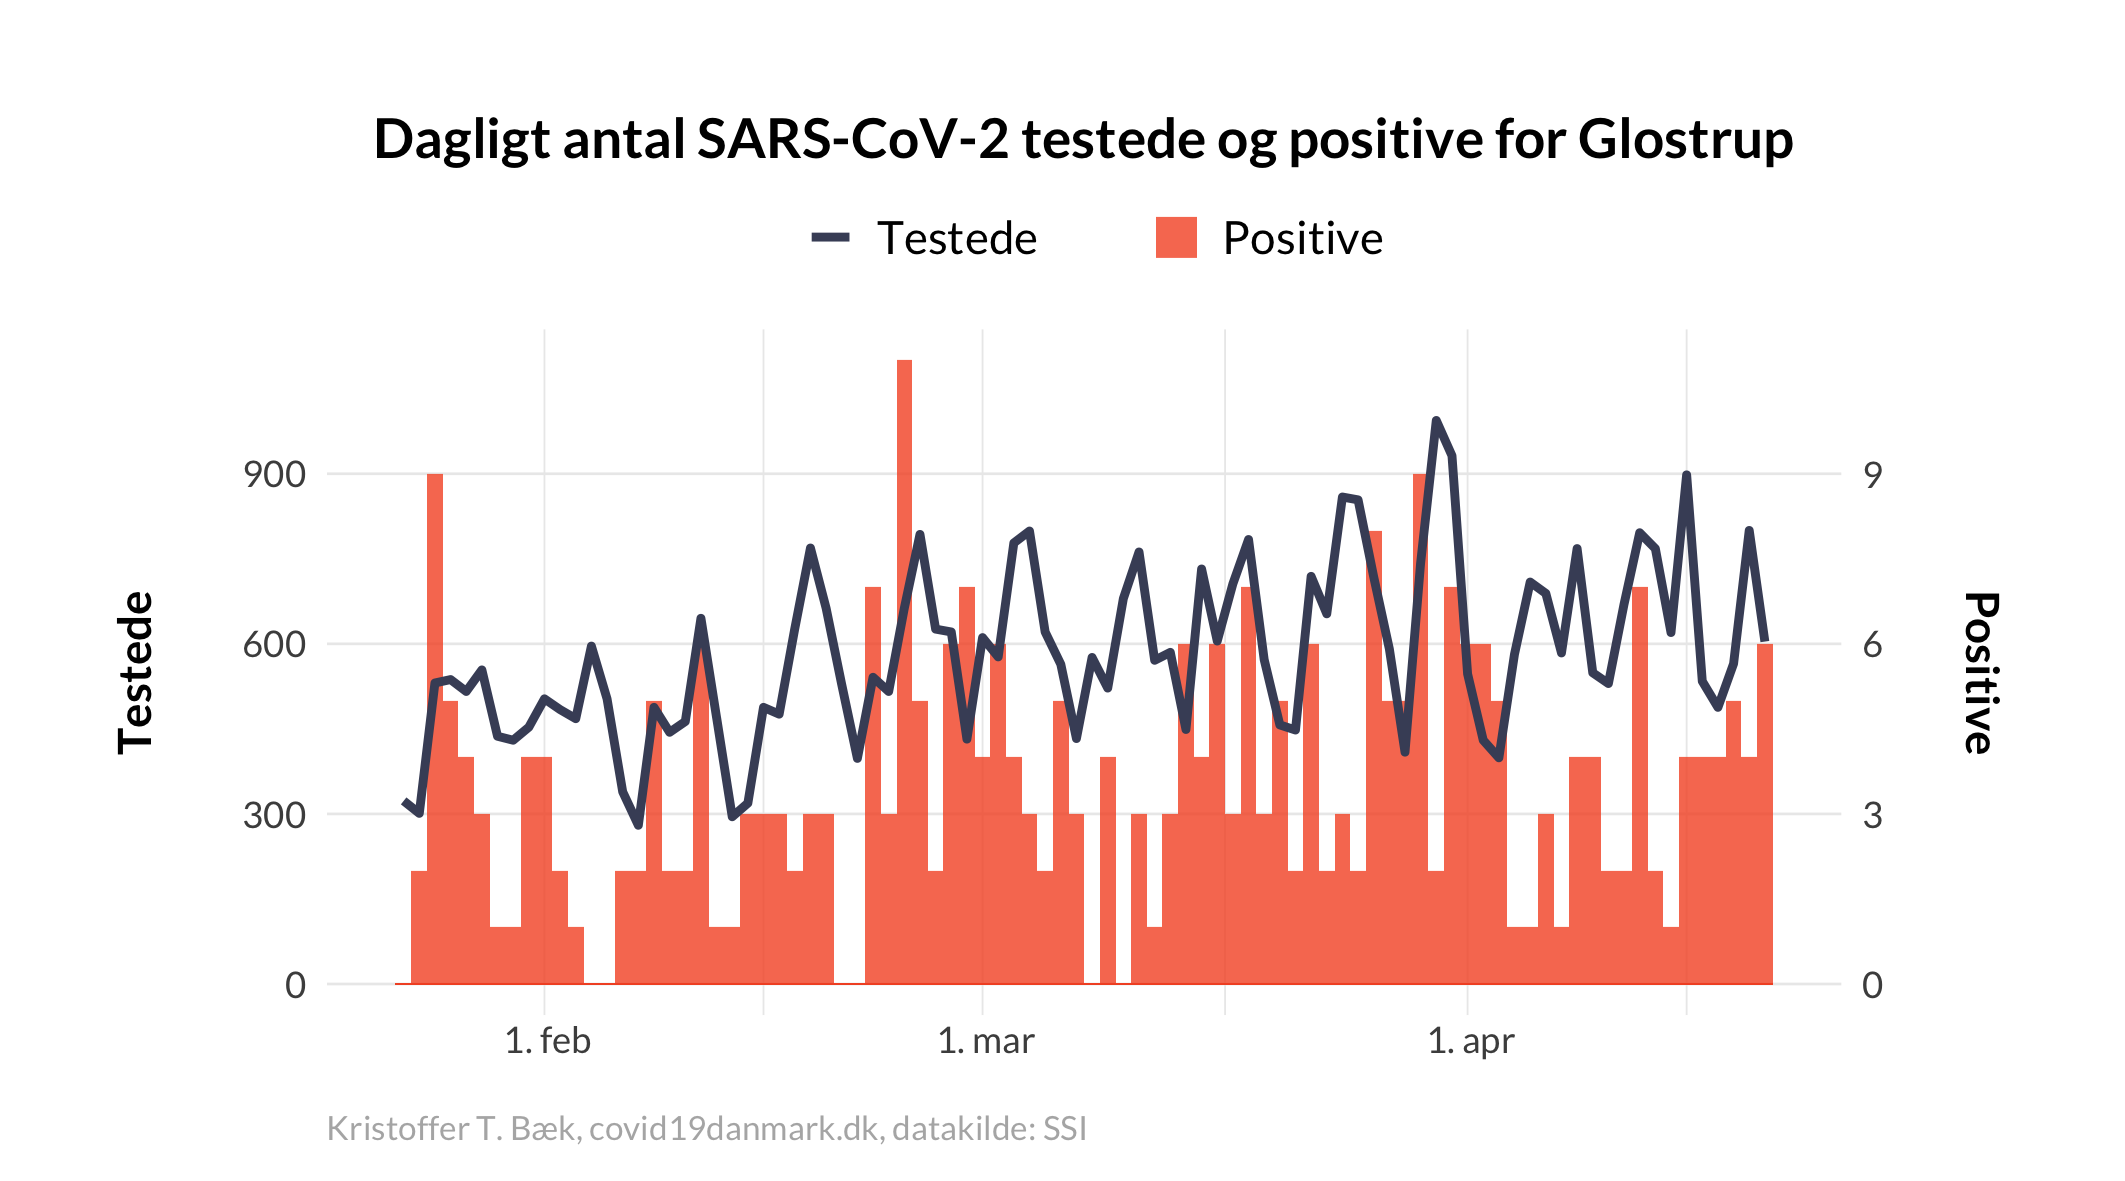 Dagligt antal SARS-CoV-2 testede og positive for Glostrup
Testede Positive
Testede
900
600
300
0
9
6
3
0
Positive
1. feb 1. mar 1. apr
Kristoffer T. Bæk, covid19danmark.dk, datakilde: SSI